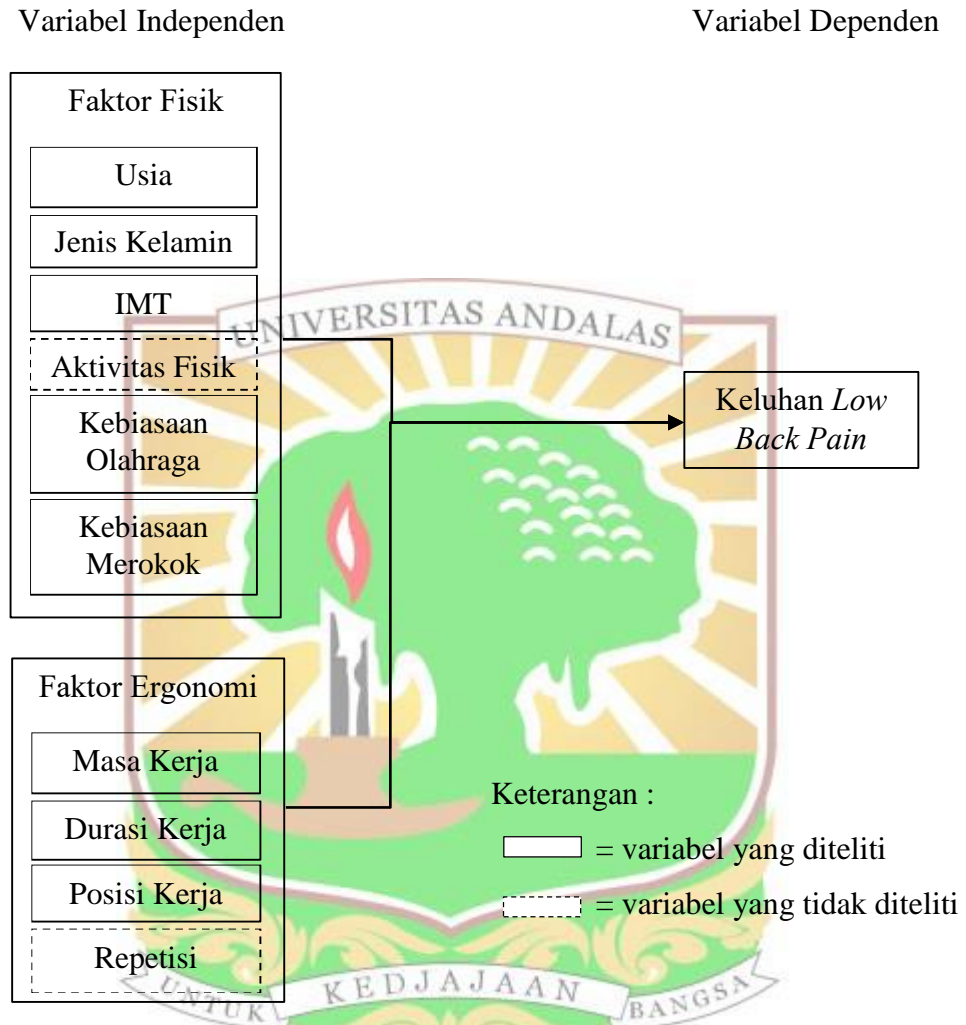 Variabel Independen
Variabel Dependen
Faktor Fisik
Usia
Jenis Kelamin
IMT
Aktivitas Fisik
Kebiasaan
Olahraga
Kebiasaan
Merokok
UNIVERSITAS ANDALAS
Keluhan Low
Back Pain
Faktor Ergonomi
Masa Kerja
Durasi Kerja
Posisi Kerja
Repetisi
Keterangan :
= variabel yang diteliti
= variabel yang tidak diteliti
UNTUK KEDJAJAAN BANGSA